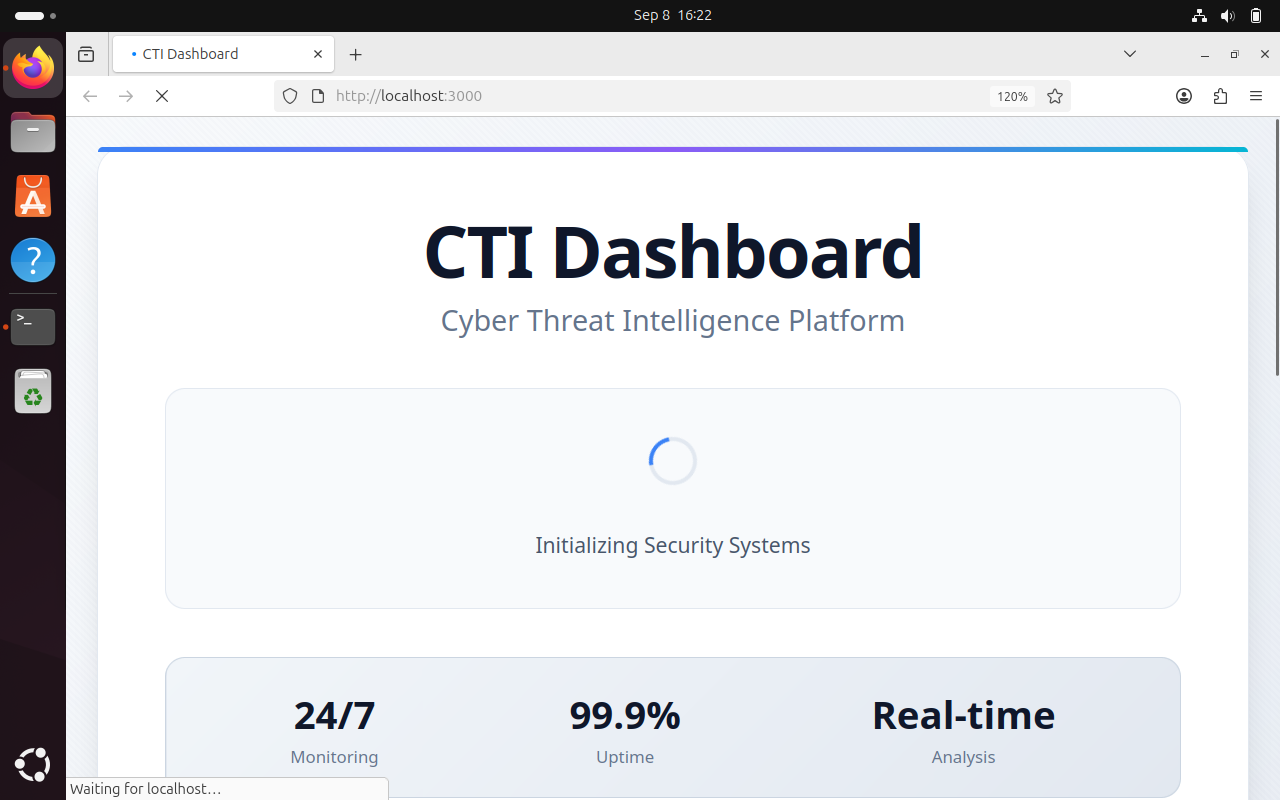 Sep 8 16:22
CTI Dashboard
http://localhost:3000
120%
CTI Dashboard
Cyber Threat Intelligence Platform
Initializing Security Systems
24/7
Monitoring
99.9%
Uptime
Real-time
Analysis
Waiting for localhost…